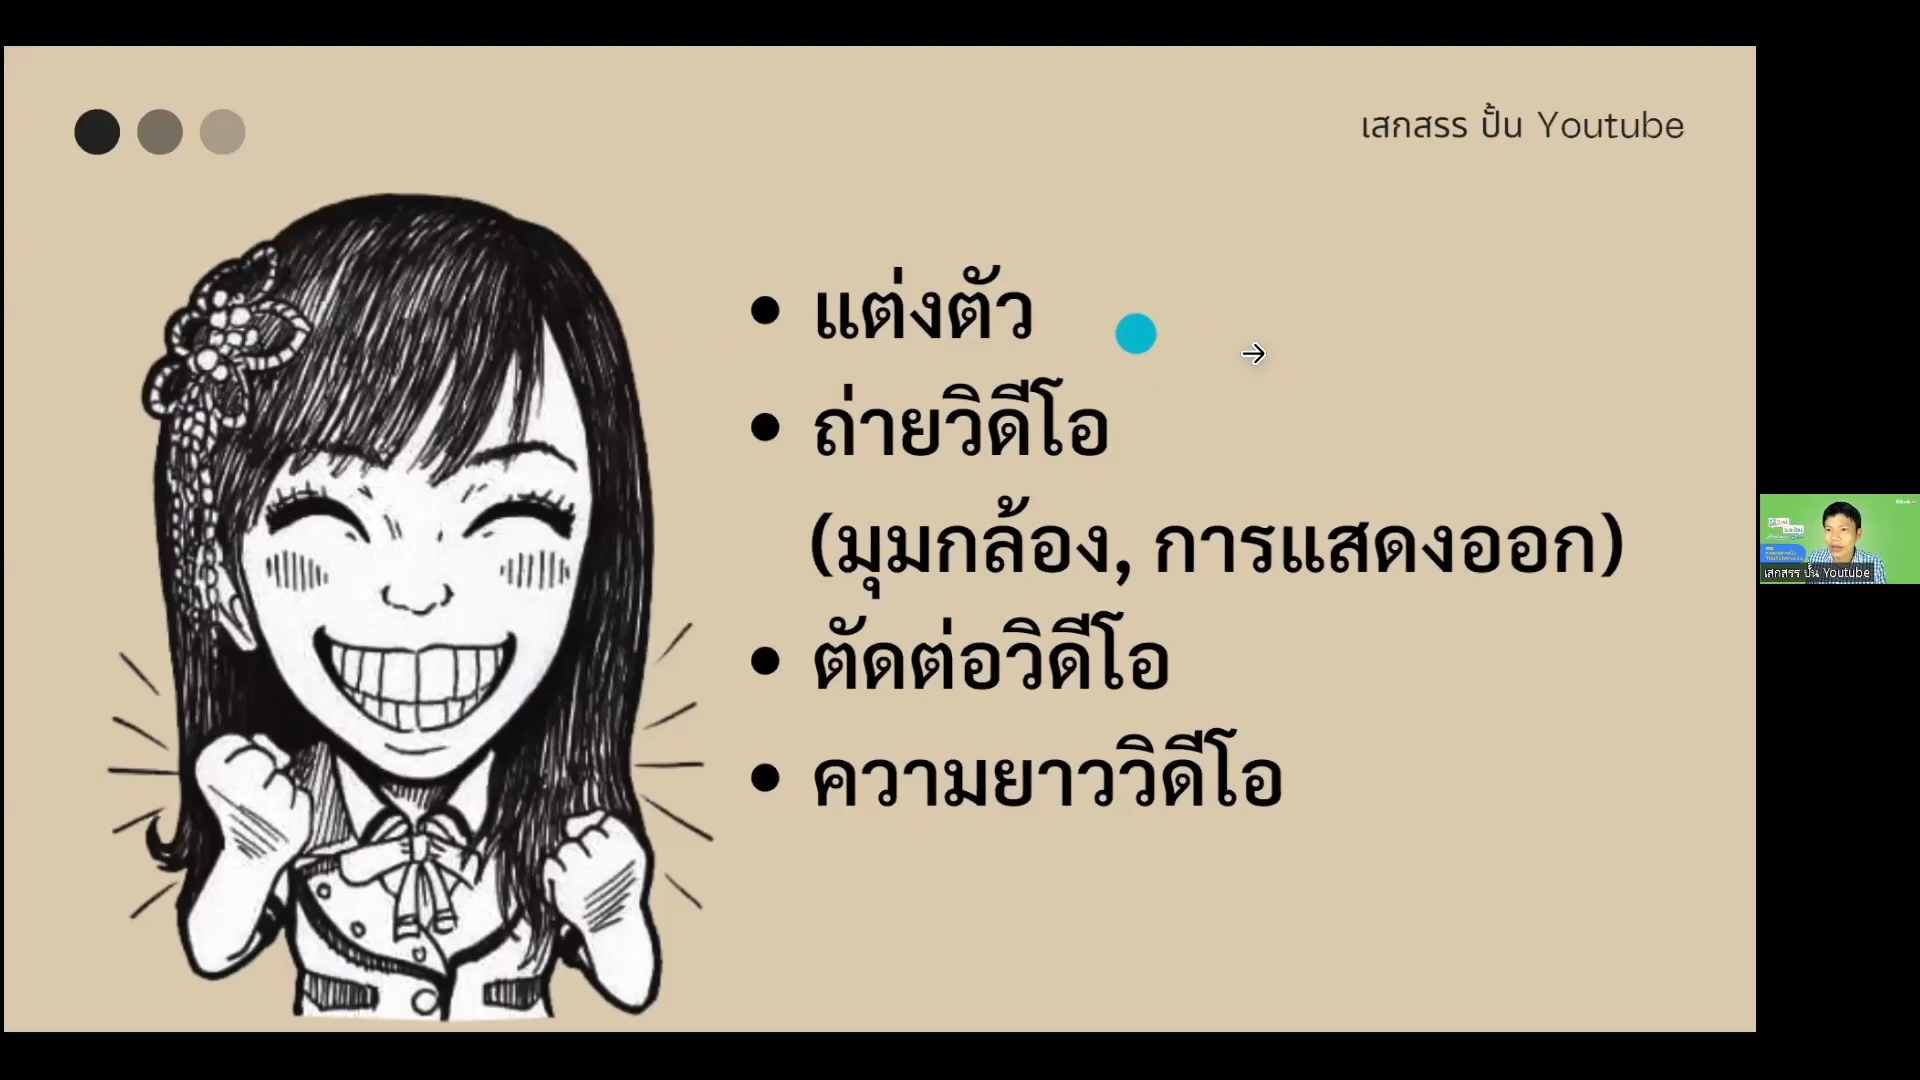 เสกสรร ปั้น Youtube
แต่งตัว
ถ่ายวิดีโอ
(มุมกล้อง, การแสดงออก)
ตัดต่อวิดีโอ
ความยาววิดีโอ
เสกสรร ปั้น Youtube